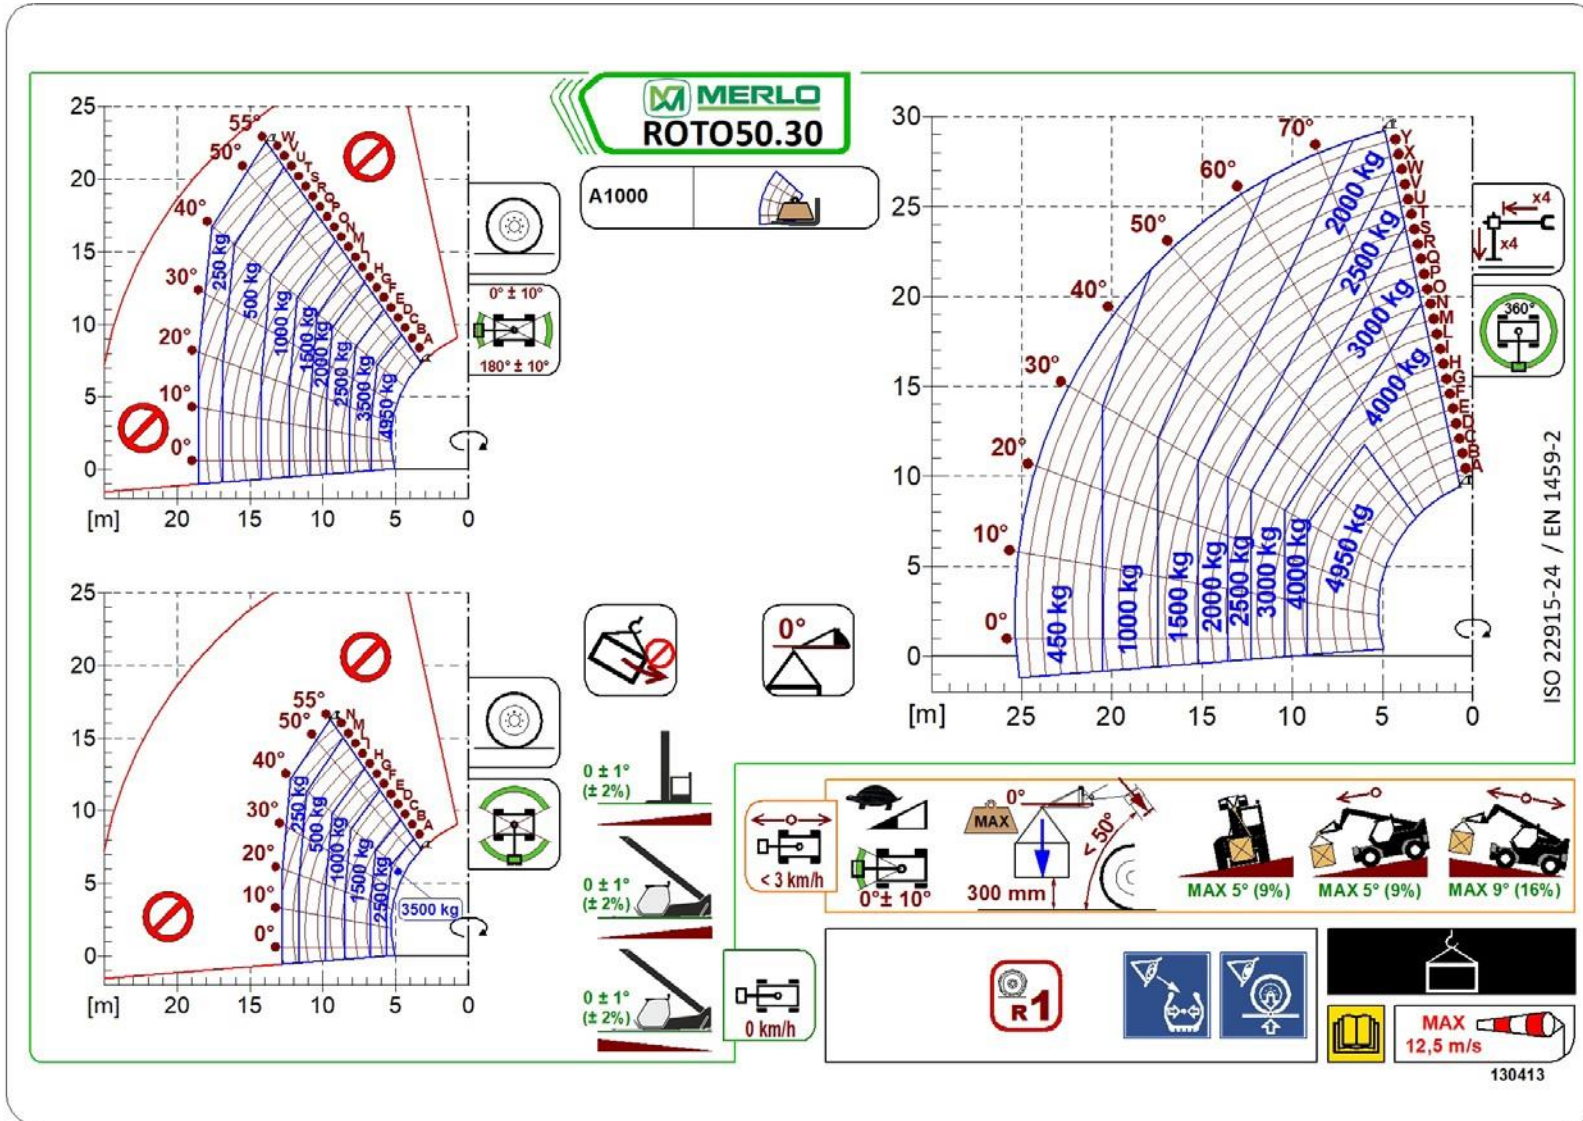 MERLO
ROTO50.30
A1000
25
20
15
10
5
0
[m]
20
15
10
5
0
55°
50°
40°
30°
20°
10°
0°
W
V
U
T
S
R
Q
P
O
N
M
L
I
H
G
F
E
D
C
B
A
250 kg
500 kg
1000 kg
1500 kg
2000 kg
2500 kg
3500 kg
4950 kg
0° ± 10°
180° ± 10°
30
25
20
15
10
5
0
[m]
25
20
15
10
5
0
70°
60°
50°
40°
30°
20°
10°
0°
Y
X
W
V
U
T
S
R
Q
P
O
N
M
L
I
H
G
F
E
D
C
B
A
2000 kg
2500 kg
3000 kg
4000 kg
450 kg
1000 kg
1500 kg
2000 kg
2500 kg
3000 kg
4000 kg
4950 kg
x4
x4
360°
ISO 22915-24 / EN 1459-2
25
20
15
10
5
0
[m]
20
15
10
5
0
55°
50°
40°
30°
20°
10°
0°
N
M
L
I
H
G
F
E
D
C
B
A
250 kg
500 kg
1000 kg
1500 kg
2500 kg
3500 kg
0°
0 ± 1°
(± 2%)
0 ± 1°
(± 2%)
0 ± 1°
(± 2%)
< 3 km/h
0°± 10°
MAX
0°
< 50°
300 mm
MAX 5° (9%)
MAX 5° (9%)
MAX 9° (16%)
0 km/h
R 1
MAX
12,5 m/s
130413